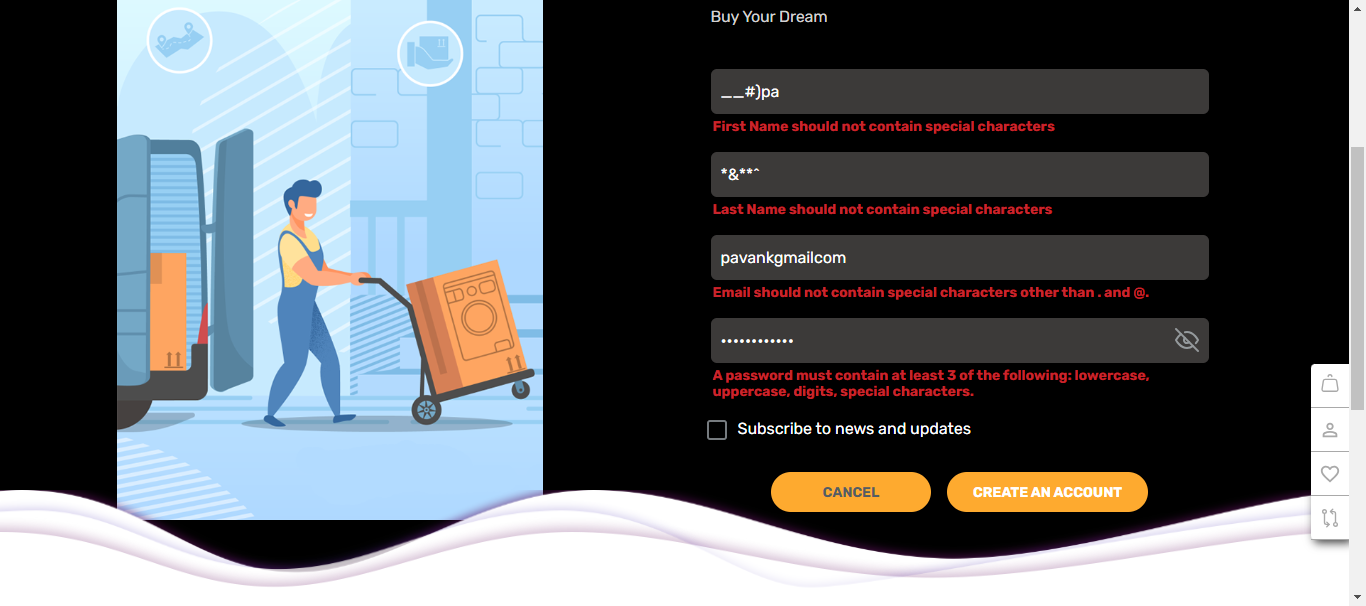 Buy Your Dream
__#)pa
First Name should not contain special characters
*&**^
Last Name should not contain special characters
pavankgmailcom
Email should not contain special characters other than . and @.
••••••••••••
A password must contain at least 3 of the following: lowercase,
uppercase, digits, special characters.
Subscribe to news and updates
CANCEL
CREATE AN ACCOUNT